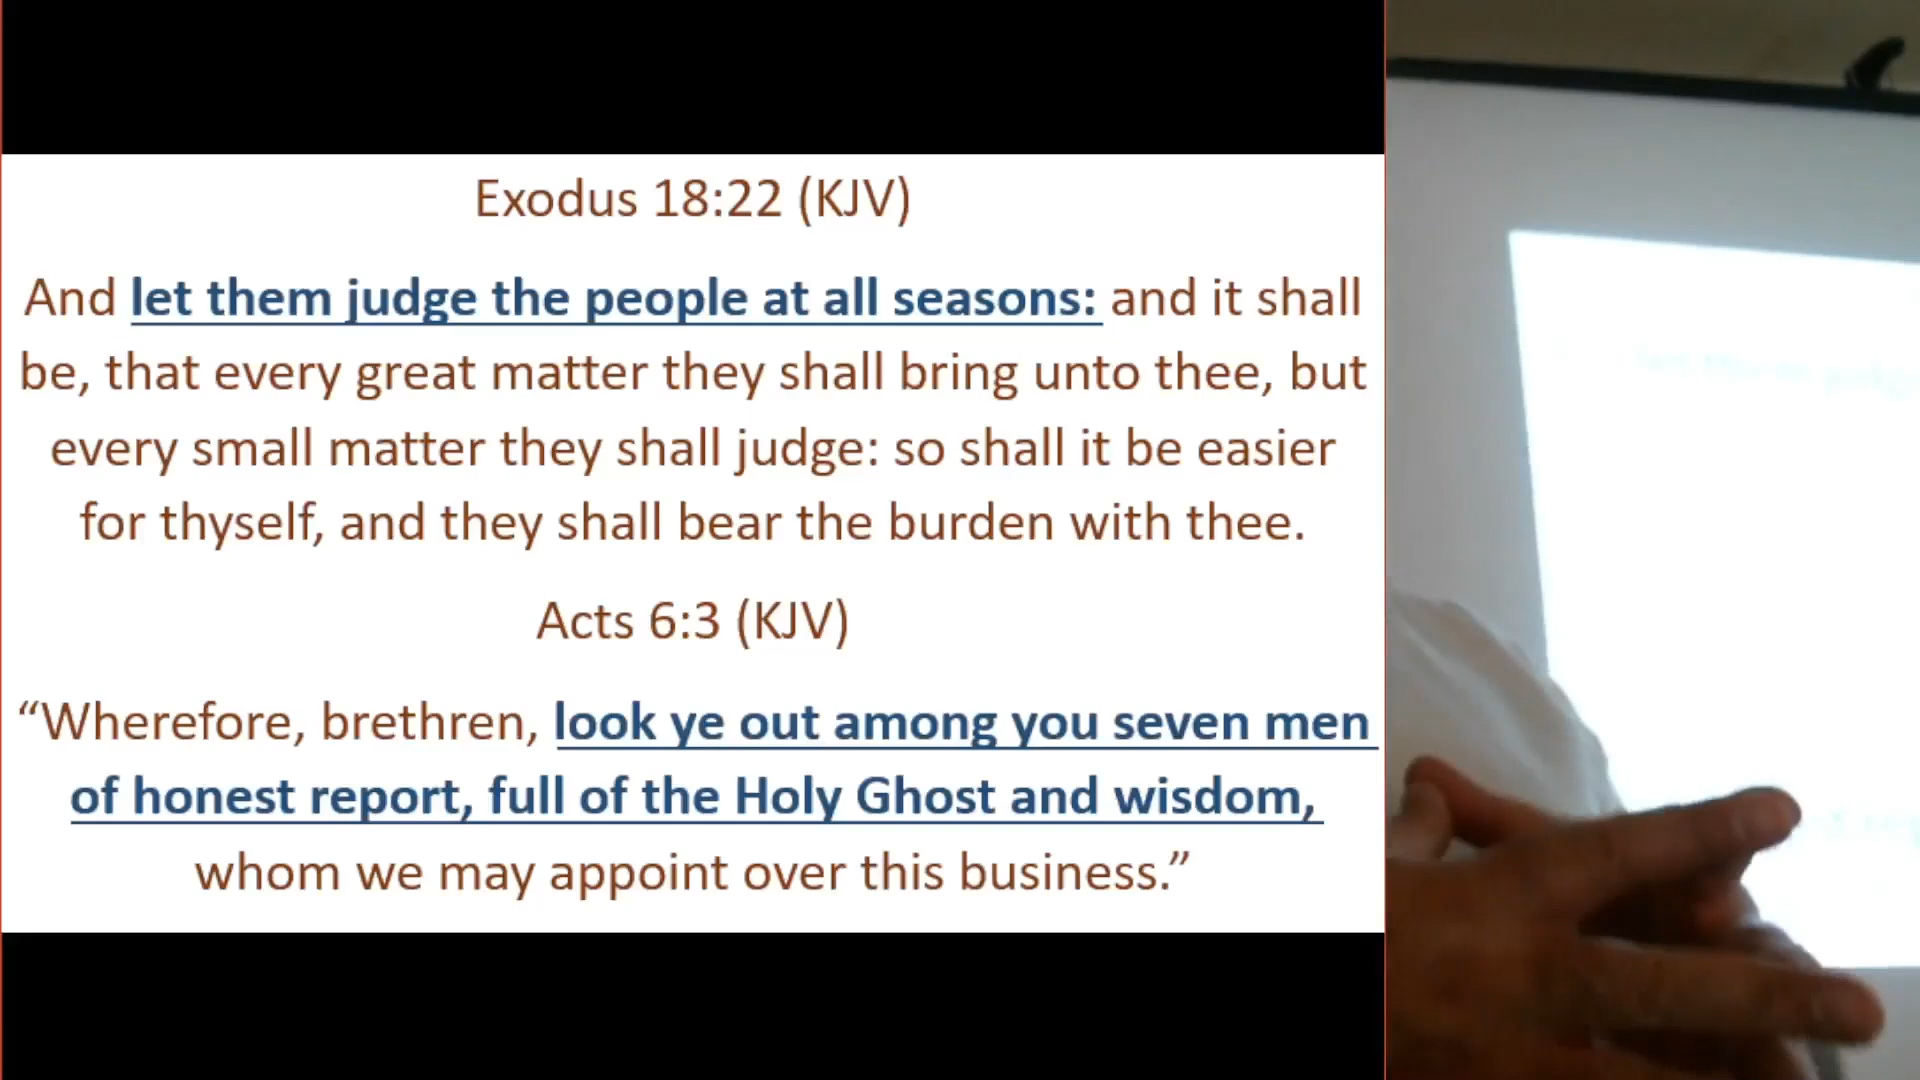 Exodus 18:22 (KJV)
And let them judge the people at all seasons: and it shall
be, that every great matter they shall bring unto thee, but
every small matter they shall judge: so shall it be easier
for thyself, and they shall bear the burden with thee.
Acts 6:3 (KJV)
“Wherefore, brethren, look ye out among you seven men
of honest report, full of the Holy Ghost and wisdom,
whom we may appoint over this business.”